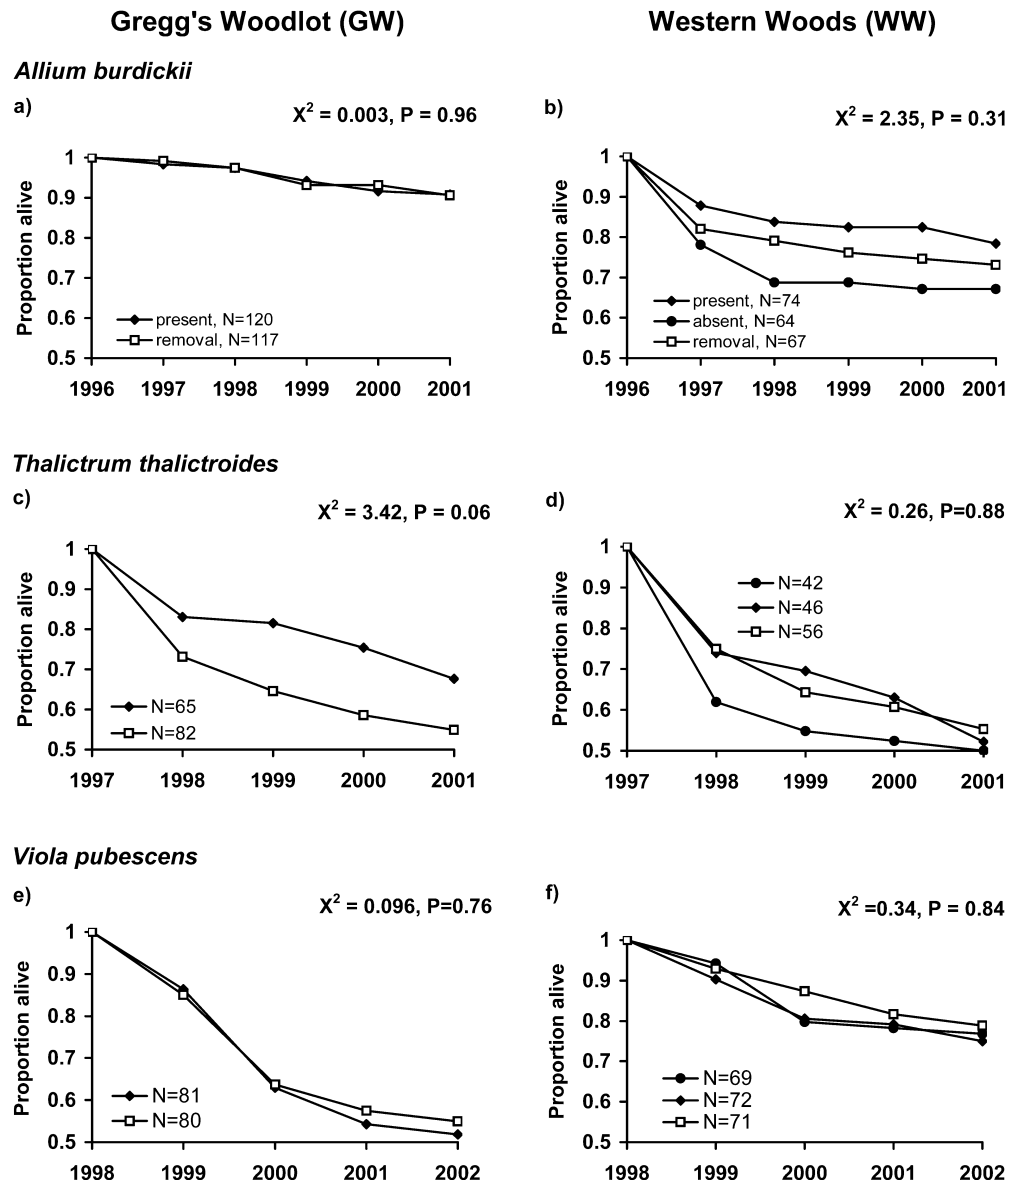 Gregg's Woodlot (GW)
Western Woods (WW)
Allium burdickii
a)
X² = 0.003, P = 0.96
Proportion alive
1
0.9
0.8
0.7
0.6
0.5
present, N=120
removal, N=117
1996 1997 1998 1999 2000 2001
b)
X² = 2.35, P = 0.31
Proportion alive
1
0.9
0.8
0.7
0.6
0.5
present, N=74
absent, N=64
removal, N=67
1996 1997 1998 1999 2000 2001
Thalictrum thalictroides
c)
X² = 3.42, P = 0.06
Proportion alive
1
0.9
0.8
0.7
0.6
0.5
N=65
N=82
1997 1998 1999 2000 2001
d)
X² = 0.26, P=0.88
Proportion alive
1
0.9
0.8
0.7
0.6
0.5
N=42
N=46
N=56
1997 1998 1999 2000 2001
Viola pubescens
e)
X² = 0.096, P=0.76
Proportion alive
1
0.9
0.8
0.7
0.6
0.5
N=81
N=80
1998 1999 2000 2001 2002
f)
X² =0.34, P = 0.84
Proportion alive
1
0.9
0.8
0.7
0.6
0.5
N=69
N=72
N=71
1998 1999 2000 2001 2002